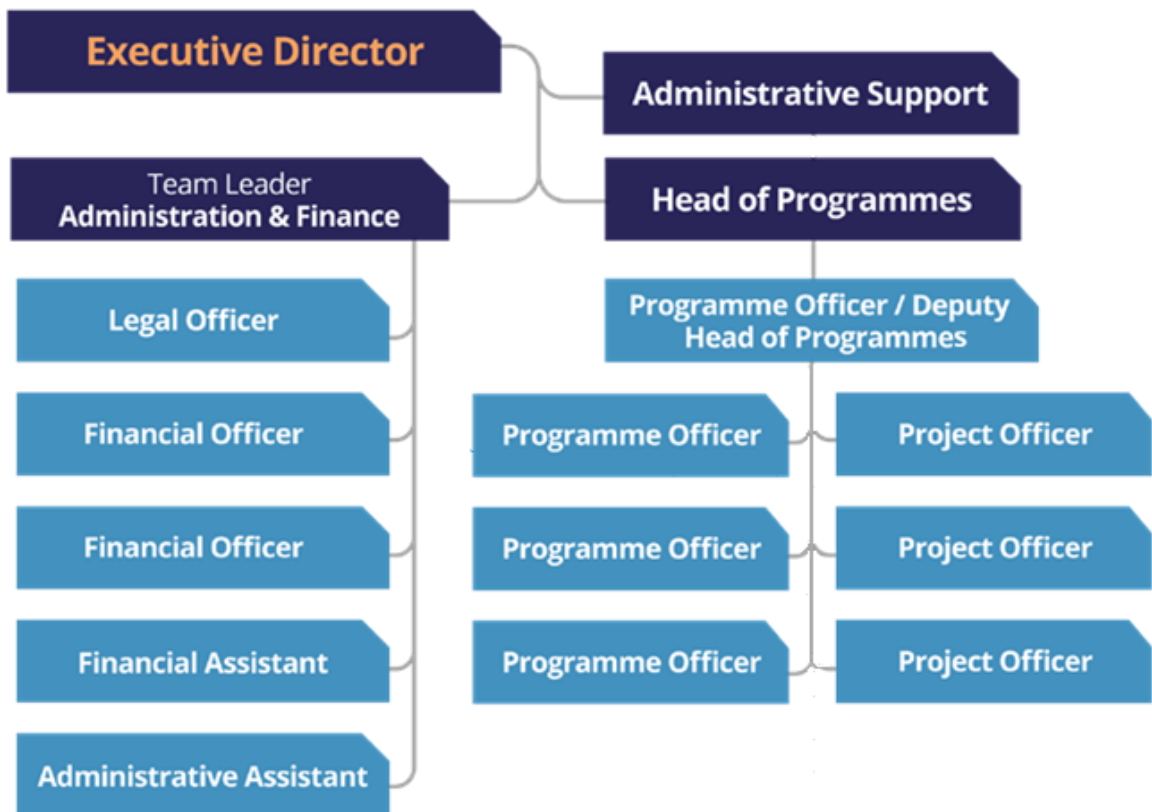 Executive Director
Administrative Support
Team Leader
Administration & Finance
Head of Programmes
Legal Officer
Financial Officer
Financial Officer
Financial Assistant
Administrative Assistant
Programme Officer / Deputy
Head of Programmes
Programme Officer
Project Officer
Programme Officer
Project Officer
Programme Officer
Project Officer